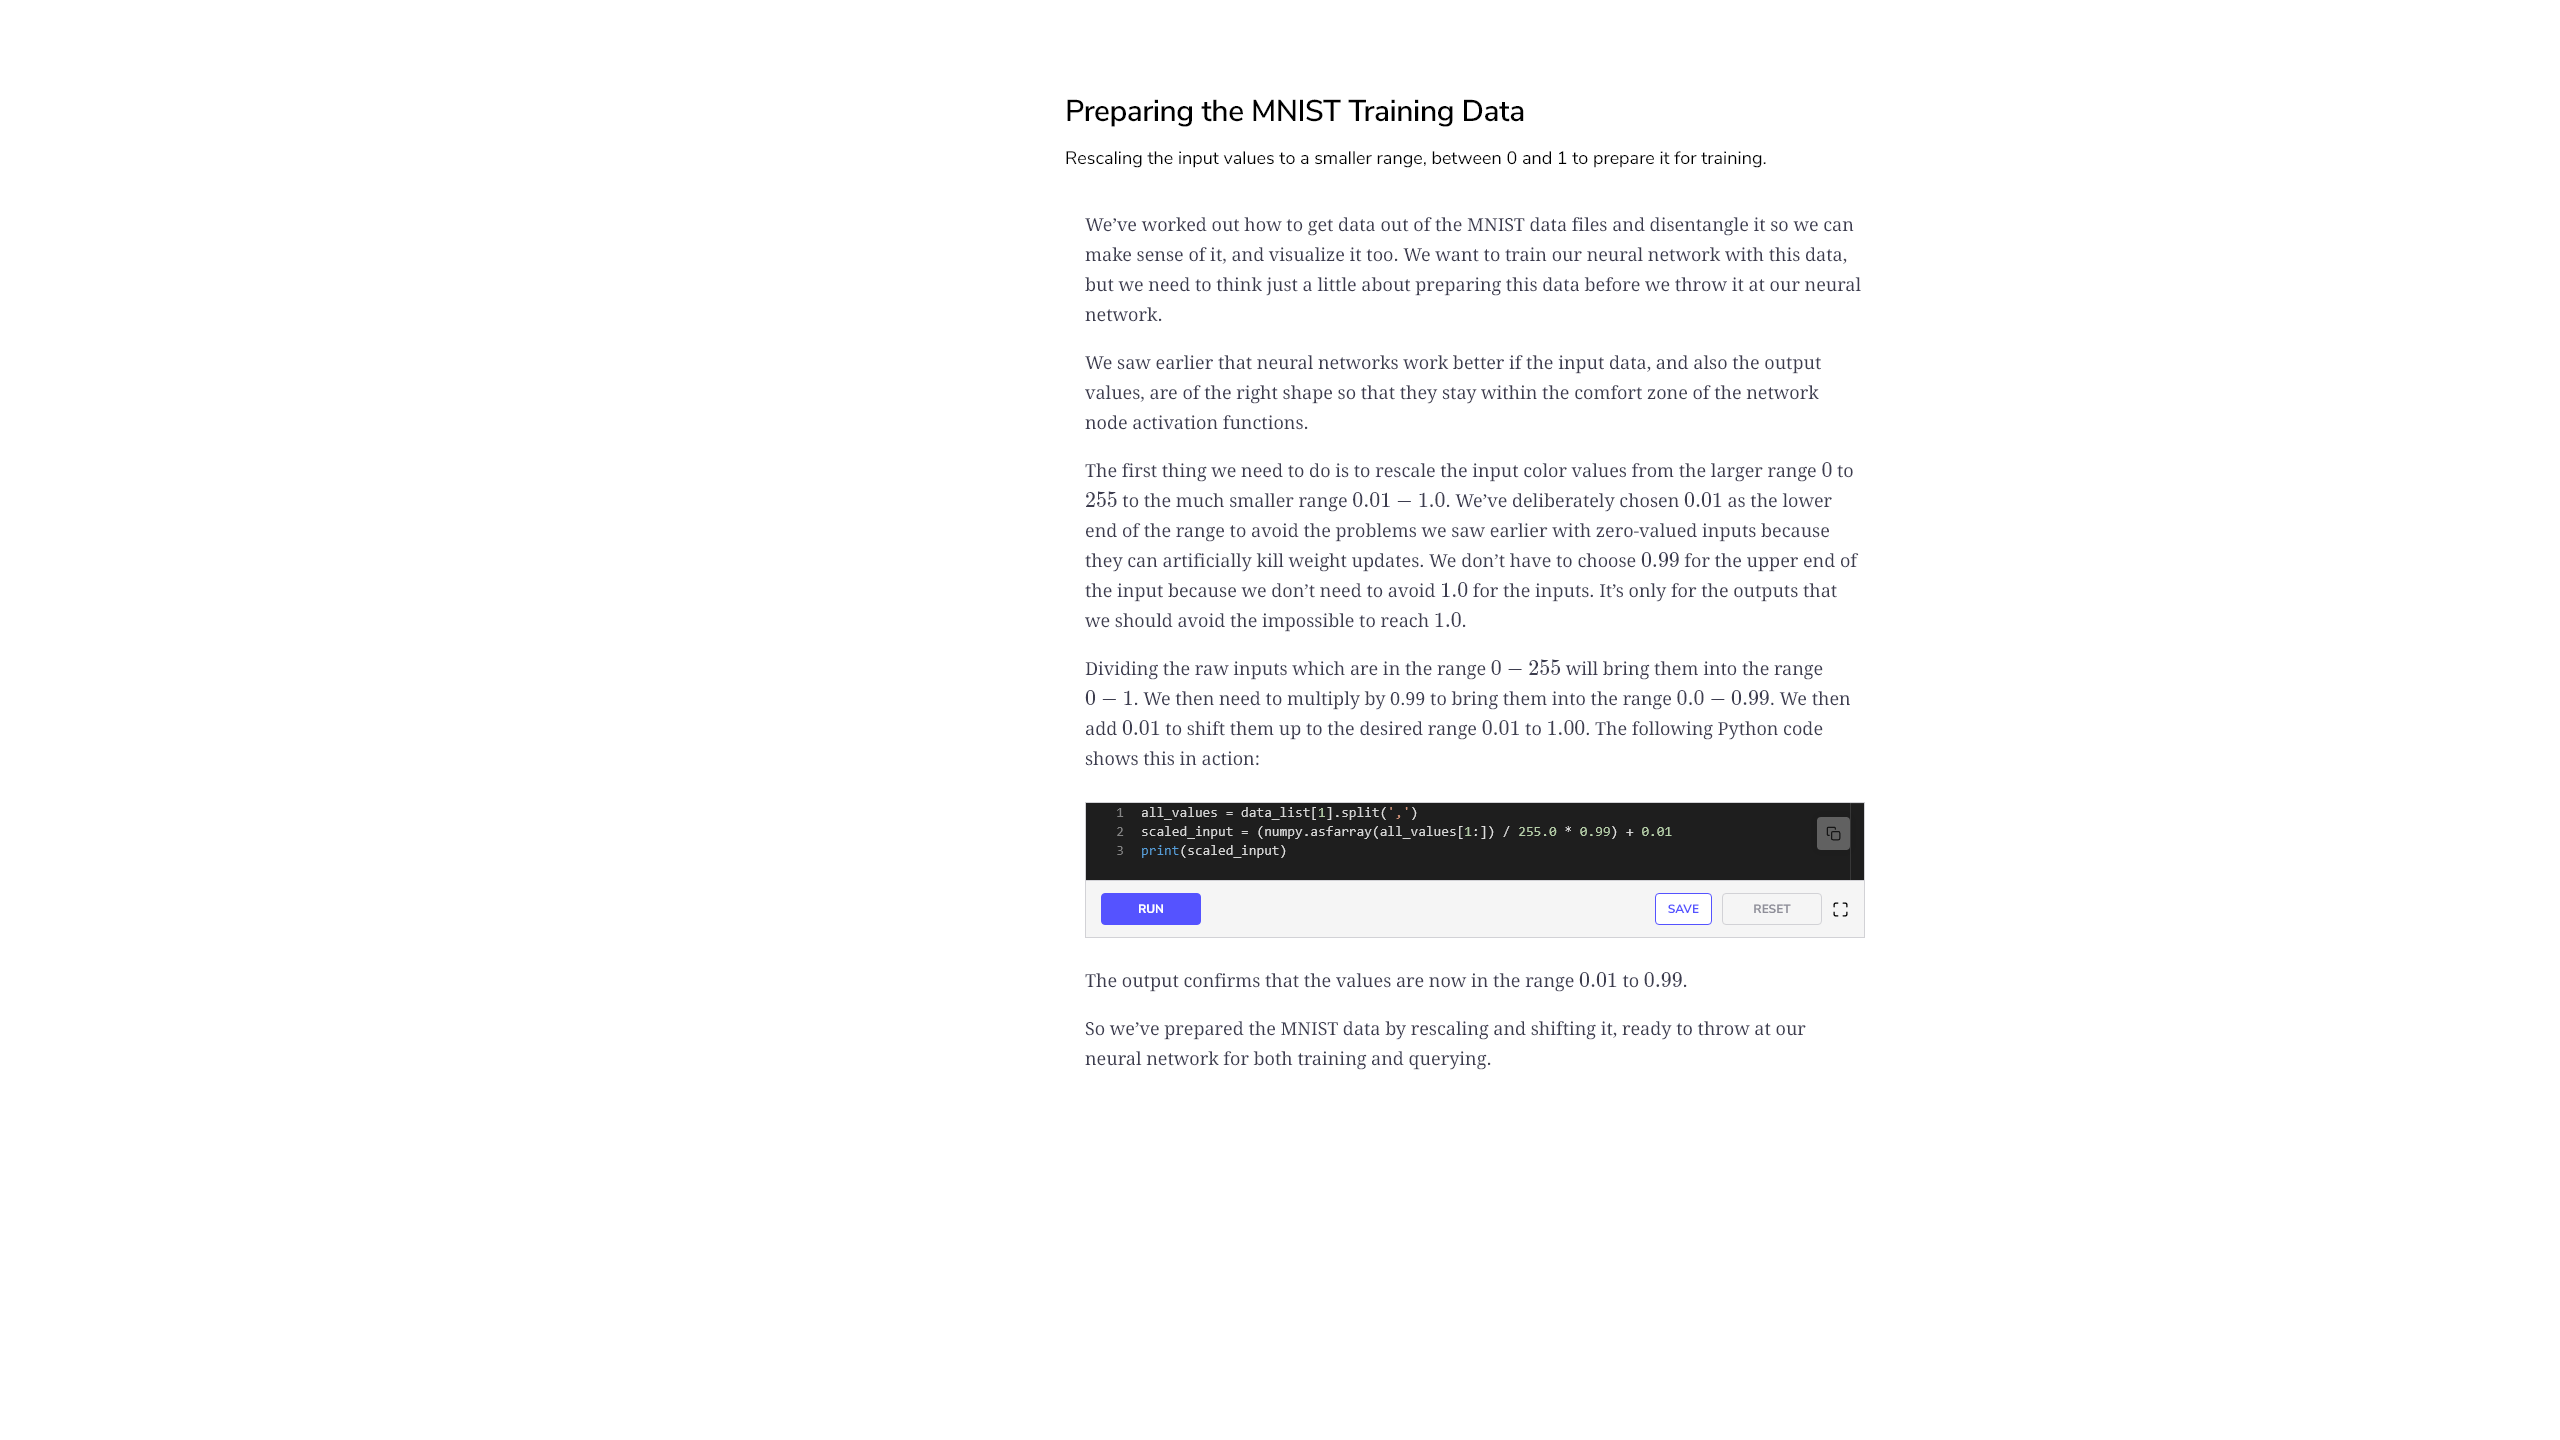 Preparing the MNIST Training Data
Rescaling the input values to a smaller range, between 0 and 1 to prepare it for training.
We’ve worked out how to get data out of the MNIST data files and disentangle it so we can
make sense of it, and visualize it too. We want to train our neural network with this data,
but we need to think just a little about preparing this data before we throw it at our neural
network.
We saw earlier that neural networks work better if the input data, and also the output
values, are of the right shape so that they stay within the comfort zone of the network
node activation functions.
The first thing we need to do is to rescale the input color values from the larger range 0 to
255 to the much smaller range 0.01 − 1.0. We’ve deliberately chosen 0.01 as the lower
end of the range to avoid the problems we saw earlier with zero-valued inputs because
they can artificially kill weight updates. We don’t have to choose 0.99 for the upper end of
the input because we don’t need to avoid 1.0 for the inputs. It’s only for the outputs that
we should avoid the impossible to reach 1.0.
Dividing the raw inputs which are in the range 0 − 255 will bring them into the range
0 − 1. We then need to multiply by 0.99 to bring them into the range 0.0 − 0.99. We then
add 0.01 to shift them up to the desired range 0.01 to 1.00. The following Python code
shows this in action:
1 all_values = data_list[1].split(',')
2 scaled_input = (numpy.asfarray(all_values[1:]) / 255.0 * 0.99) + 0.01
3 print(scaled_input)
RUN SAVE RESET
The output confirms that the values are now in the range 0.01 to 0.99.
So we’ve prepared the MNIST data by rescaling and shifting it, ready to throw at our
neural network for both training and querying.